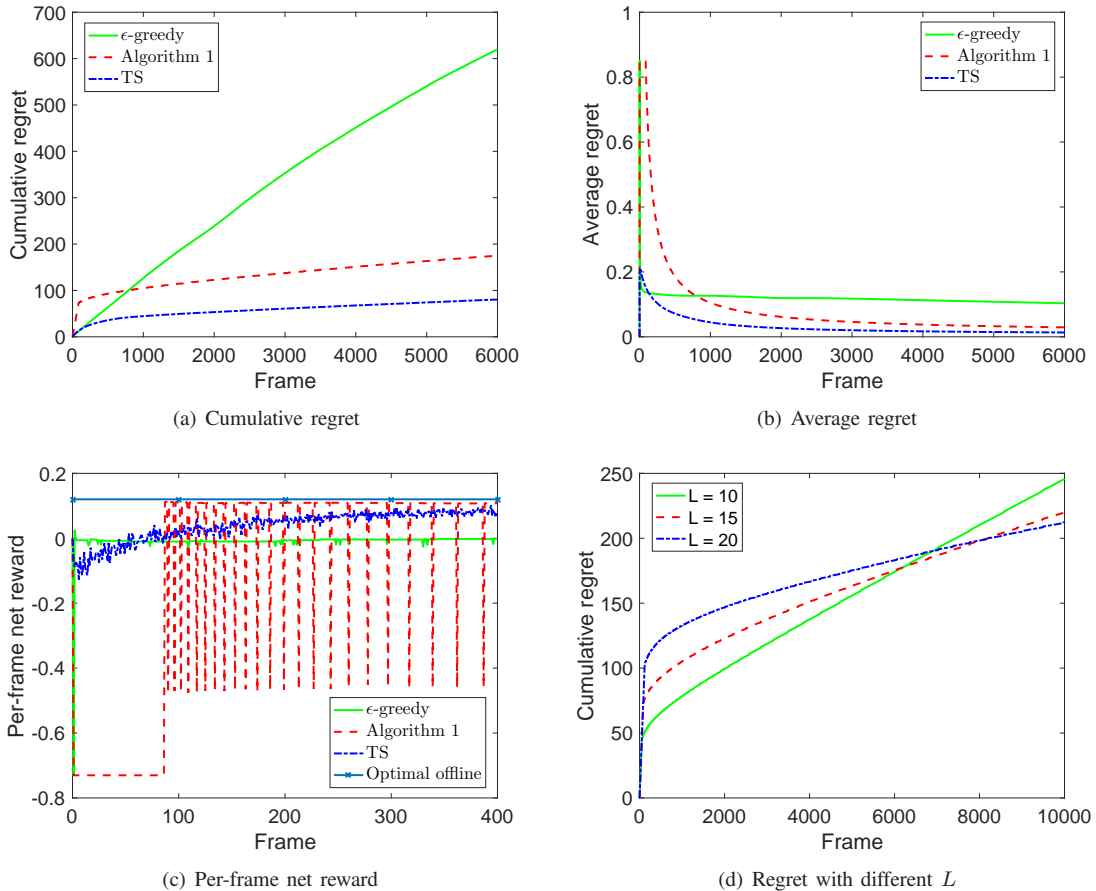 700
600
500
400
300
200
100
0
0 1000 2000 3000 4000 5000 6000
Cumulative regret
Frame
ϵ-greedy
Algorithm 1
TS
(a) Cumulative regret
1
0.8
0.6
0.4
0.2
0
0 1000 2000 3000 4000 5000 6000
Average regret
Frame
ϵ-greedy
Algorithm 1
TS
(b) Average regret
0.2
0
-0.2
-0.4
-0.6
-0.8
0 100 200 300 400
Per-frame net reward
Frame
ϵ-greedy
Algorithm 1
TS
Optimal offline
(c) Per-frame net reward
250
200
150
100
50
0
0 2000 4000 6000 8000 10000
Cumulative regret
Frame
L = 10
L = 15
L = 20
(d) Regret with different L